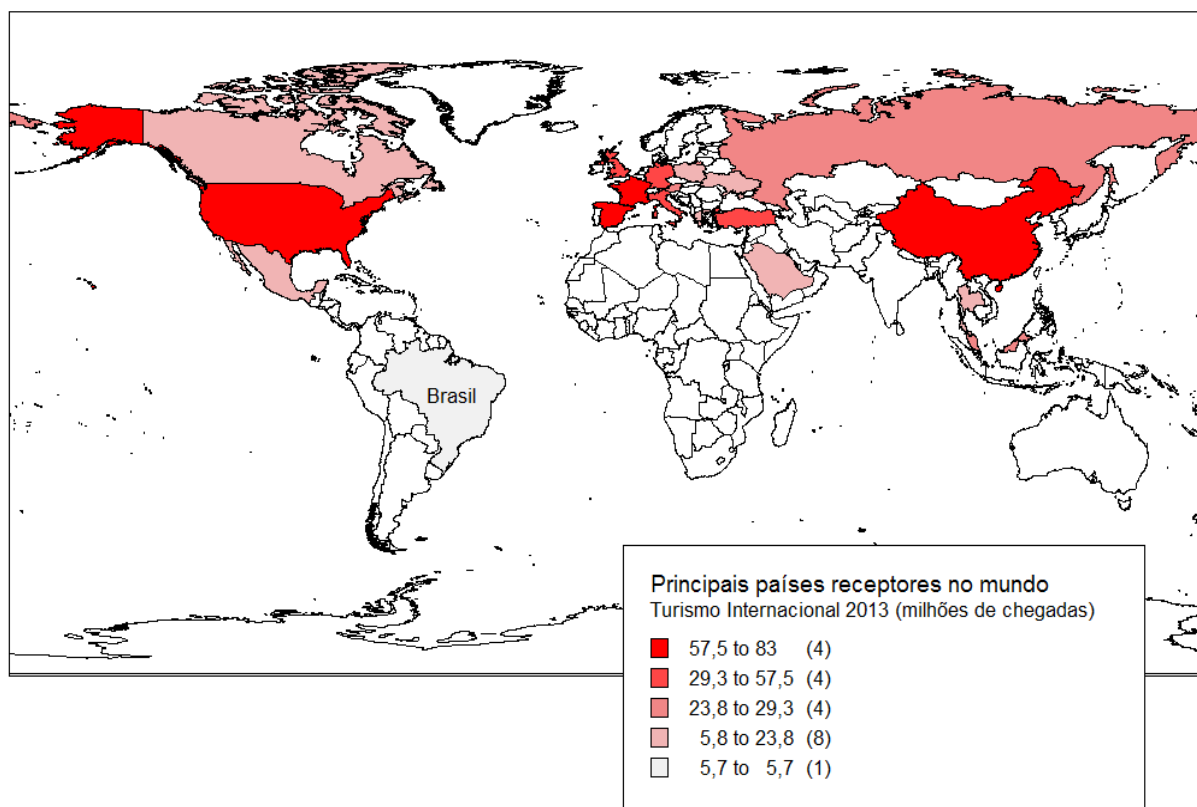 Brasil
Principais países receptores no mundo
Turismo Internacional 2013 (milhões de chegadas)
57,5 to 83 (4)
29,3 to 57,5 (4)
23,8 to 29,3 (4)
5,8 to 23,8 (8)
5,7 to 5,7 (1)